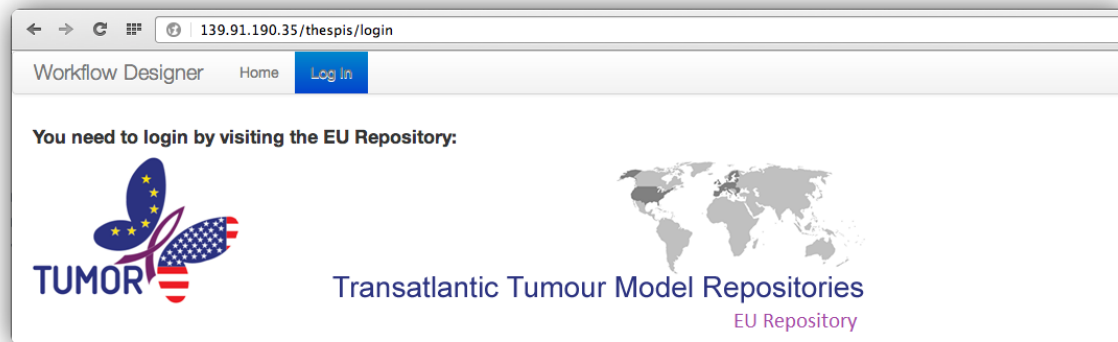 139.91.190.35/thespis/login
Workflow Designer Home Log In
You need to login by visiting the EU Repository:
TUMOR
Transatlantic Tumour Model Repositories
EU Repository